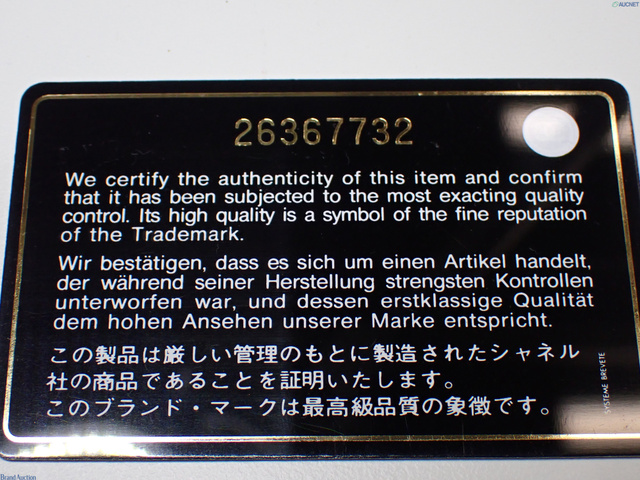 AUCNET
26367732
We certify the authenticity of this item and confirm
that it has been subjected to the most exacting quality
control. Its high quality is a symbol of the fine reputation
of the Trademark.
Wir bestätigen, dass es sich um einen Artikel handelt,
der während seiner Herstellung strengsten Kontrollen
unterworfen war, und dessen erstklassige Qualität
dem hohen Ansehen unserer Marke entspricht.
この製品は厳しい管理のもとに製造されたシャネル
社の商品であることを証明いたします。
このブランド・マークは最高級品質の象徴です。
SYSTEME BREVETE
BrandAuction